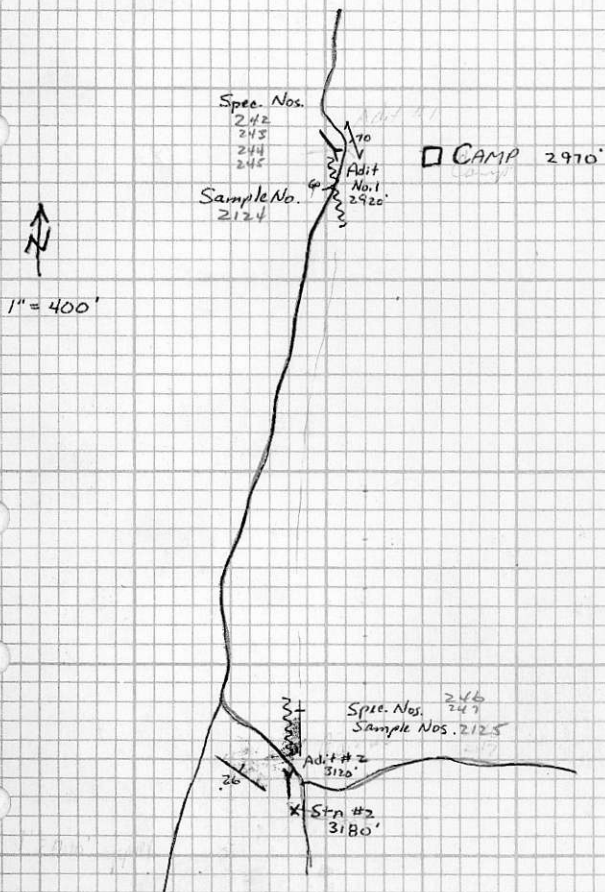 Spec. Nos.
242
243
244
245
Sample No.
2124
70
Adit
No.1
2920'
60
CAMP 2970'
N
1" = 400'
Spec. Nos. 246
247
Sample Nos. 2125
Adit #2
3120'
26
Stn #2
3180'